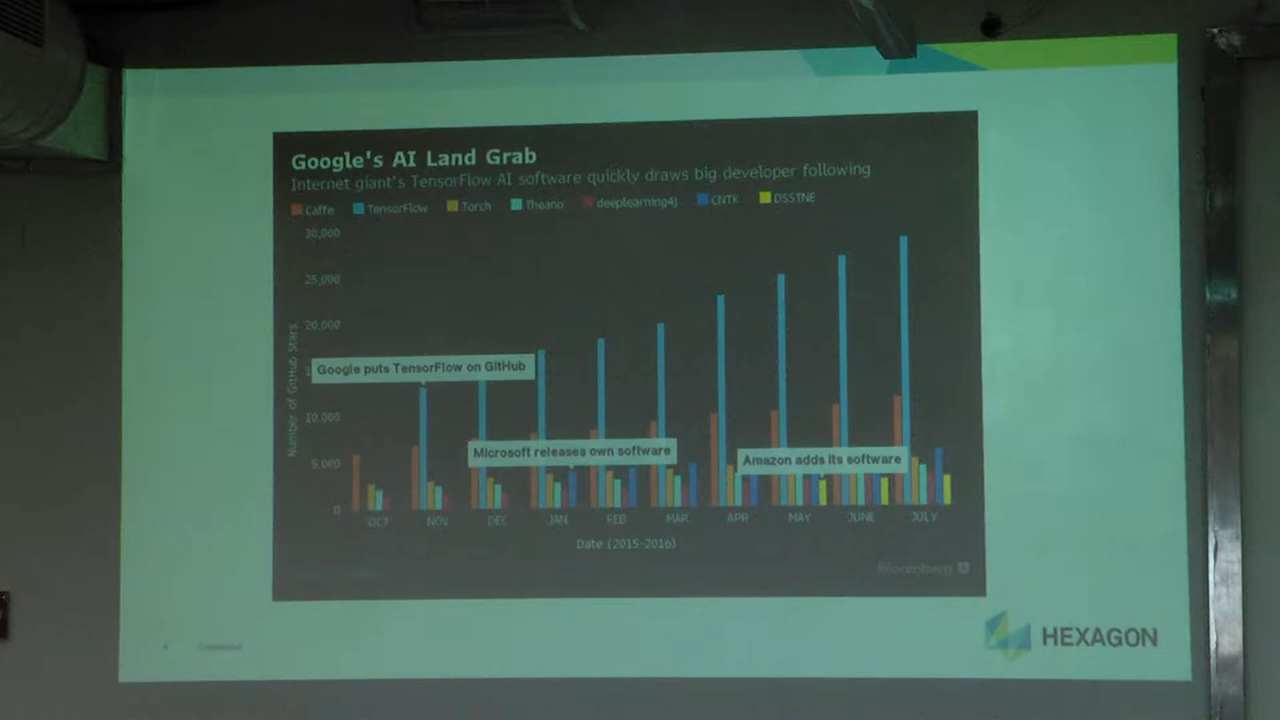 Google's AI Land Grab
Internet giant's TensorFlow AI software quickly draws big developer following
Caffe TensorFlow Torch Theano deeplearning4j CNTK DSSTNE
30,000
25,000
20,000
Google puts TensorFlow on GitHub
10,000
Microsoft releases own software
Amazon adds its software
5,000
0
Number of GitHub Stars
OCT NOV DEC JAN FEB MAR APR MAY JUNE JULY
Date (2015-2016)
Bloomberg
HEXAGON